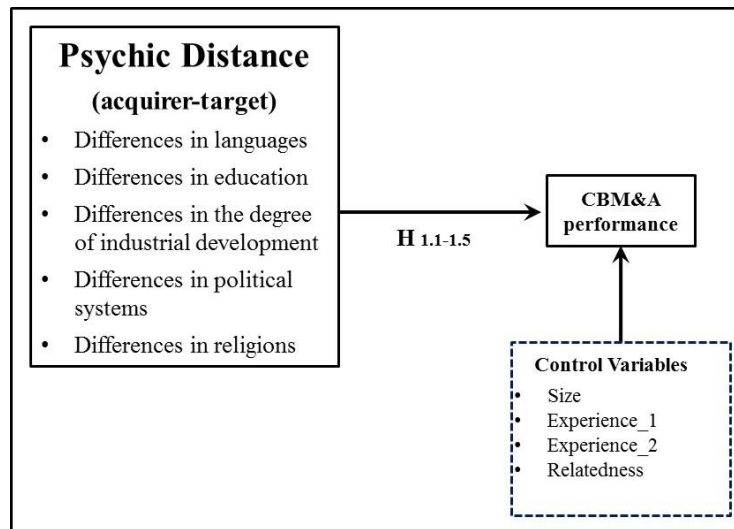 Psychic Distance
(acquirer-target)
• Differences in languages
• Differences in education
• Differences in the degree
of industrial development
• Differences in political
systems
• Differences in religions
H 1.1-1.5
CBM&A
performance
Control Variables
• Size
• Experience_1
• Experience_2
• Relatedness